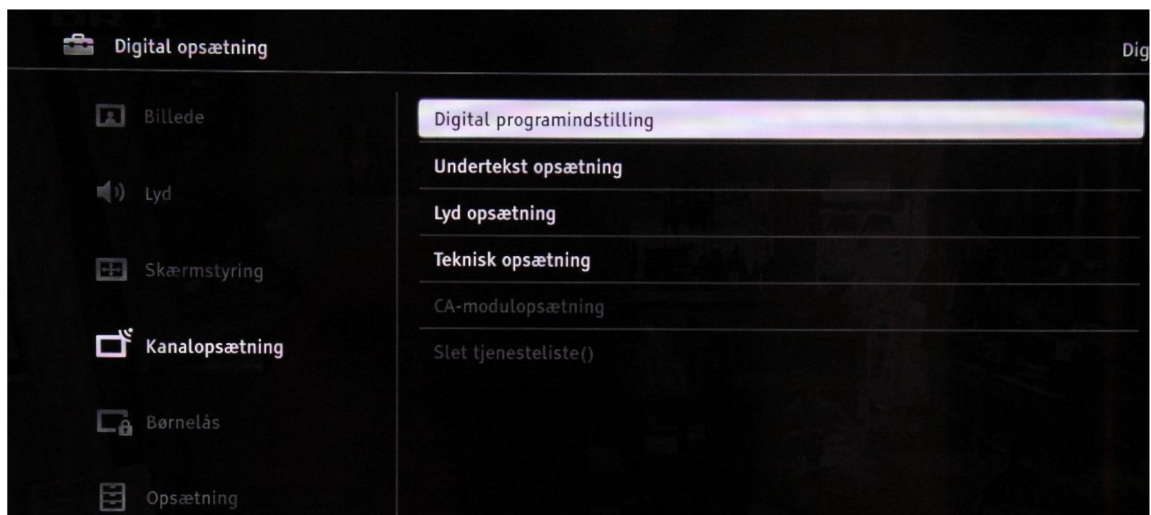 Digital opsætning
Dig
Billede
Lyd
Skærmstyring
Kanalopsætning
Børnelås
Opsætning
Digital programindstilling
Undertekst opsætning
Lyd opsætning
Teknisk opsætning
CA-modulopsætning
Slet tjenesteliste()